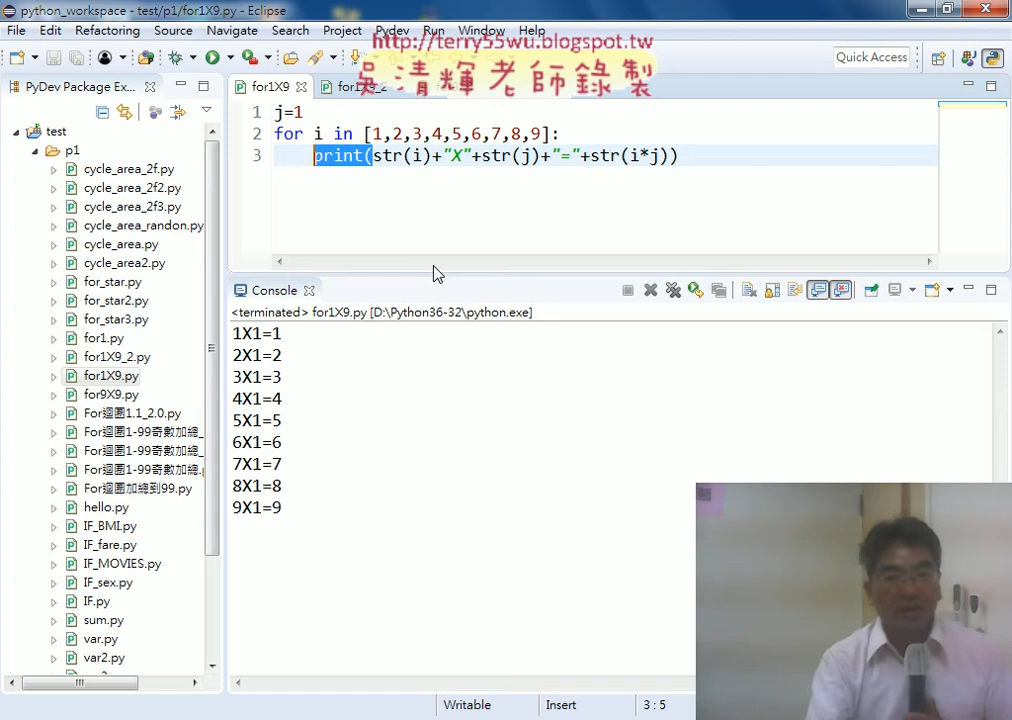 python_workspace - test/p1/for1X9.py - Eclipse
File Edit Refactoring Source Navigate Search Project Pydev Run Window Help
http://terry55wu.blogspot.tw
吳清輝老師錄製
Quick Access
PyDev Package Ex...
for1X9
for1X9_2
test
p1
cycle_area_2f.py
cycle_area_2f2.py
cycle_area_2f3.py
cycle_area_randon.py
cycle_area.py
cycle_area2.py
for_star.py
for_star2.py
for_star3.py
for1.py
for1X9_2.py
for1X9.py
for9X9.py
For迴圈1.1_2.0.py
For迴圈1-99奇數加總_
For迴圈1-99奇數加總_
For迴圈1-99奇數加總.p
For迴圈加總到99.py
hello.py
IF_BMI.py
IF_fare.py
IF_MOVIES.py
IF_sex.py
IF.py
sum.py
var.py
var2.py
1 j=1
2 for i in [1,2,3,4,5,6,7,8,9]:
3 print(str(i)+"X"+str(j)+"="+str(i*j))
Console
<terminated> for1X9.py [D:\Python36-32\python.exe]
1X1=1
2X1=2
3X1=3
4X1=4
5X1=5
6X1=6
7X1=7
8X1=8
9X1=9
Writable Insert 3 : 5